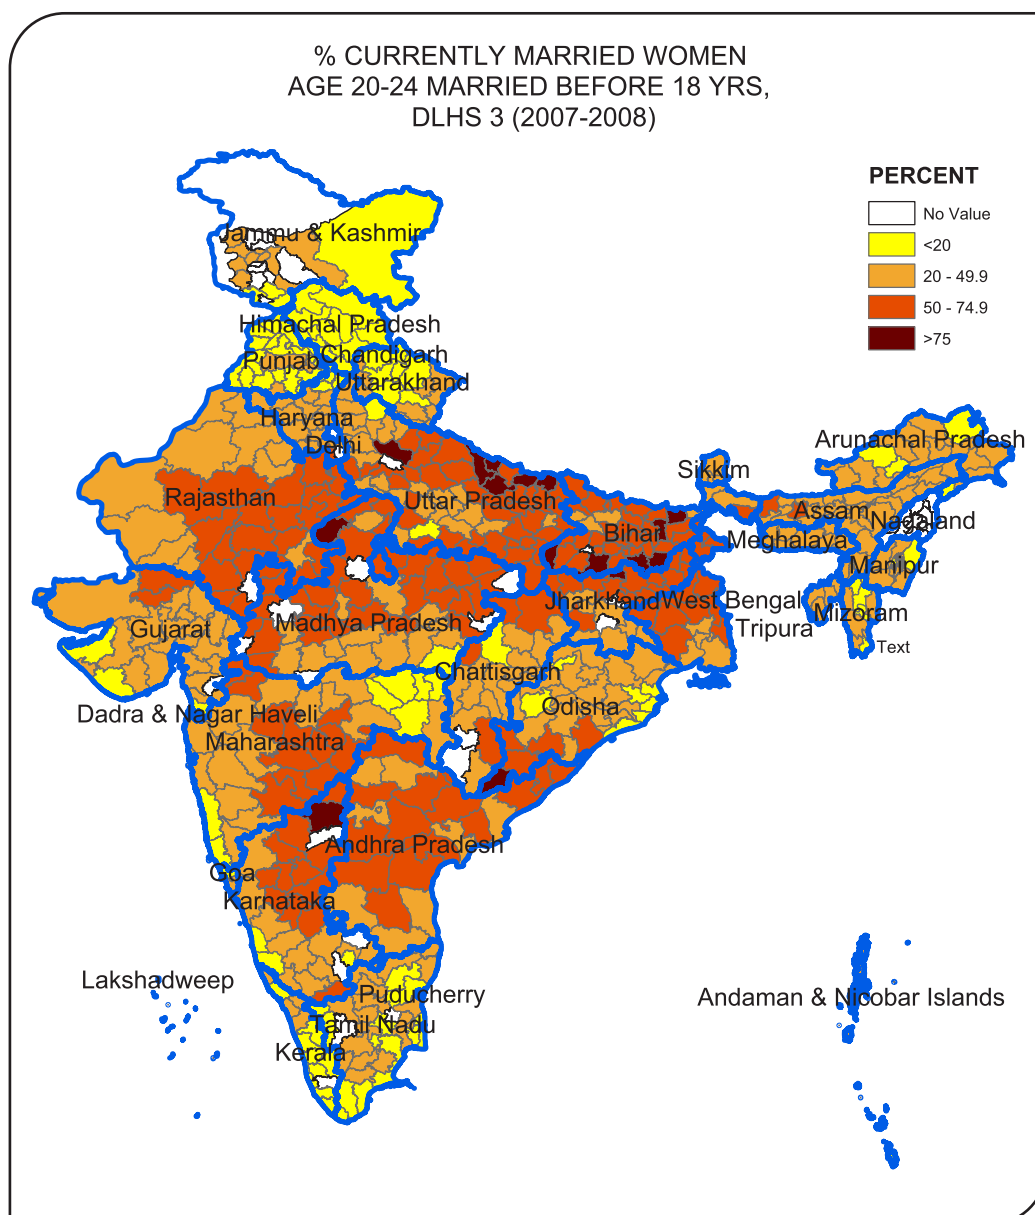 % CURRENTLY MARRIED WOMEN
AGE 20-24 MARRIED BEFORE 18 YRS,
DLHS 3 (2007-2008)
PERCENT
No Value
<20
20 - 49.9
50 - 74.9
>75
Jammu & Kashmir
Himachal Pradesh
Chandigarh
Punjab
Uttarakhand
Haryana
Delhi
Arunachal Pradesh
Sikkim
Rajasthan
Uttar Pradesh
Assam
Nagaland
Bihar
Meghalaya
Manipur
Jharkhand
West Bengal
Mizoram
Gujarat
Madhya Pradesh
Tripura
Text
Chattisgarh
Dadra & Nagar Haveli
Odisha
Maharashtra
Andhra Pradesh
Goa
Karnataka
Lakshadweep
Puducherry
Andaman & Nicobar Islands
Tamil Nadu
Kerala